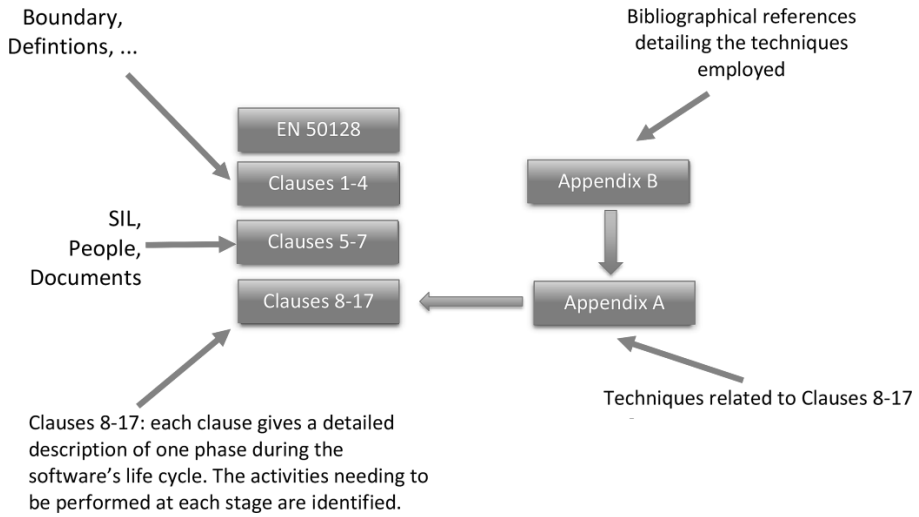 Boundary,
Defintions, ...
Bibliographical references
detailing the techniques
employed
EN 50128
Clauses 1-4
Appendix B
SIL,
People,
Documents
Clauses 5-7
Clauses 8-17
Appendix A
Techniques related to Clauses 8-17
Clauses 8-17: each clause gives a detailed
description of one phase during the
software's life cycle. The activities needing to
be performed at each stage are identified.